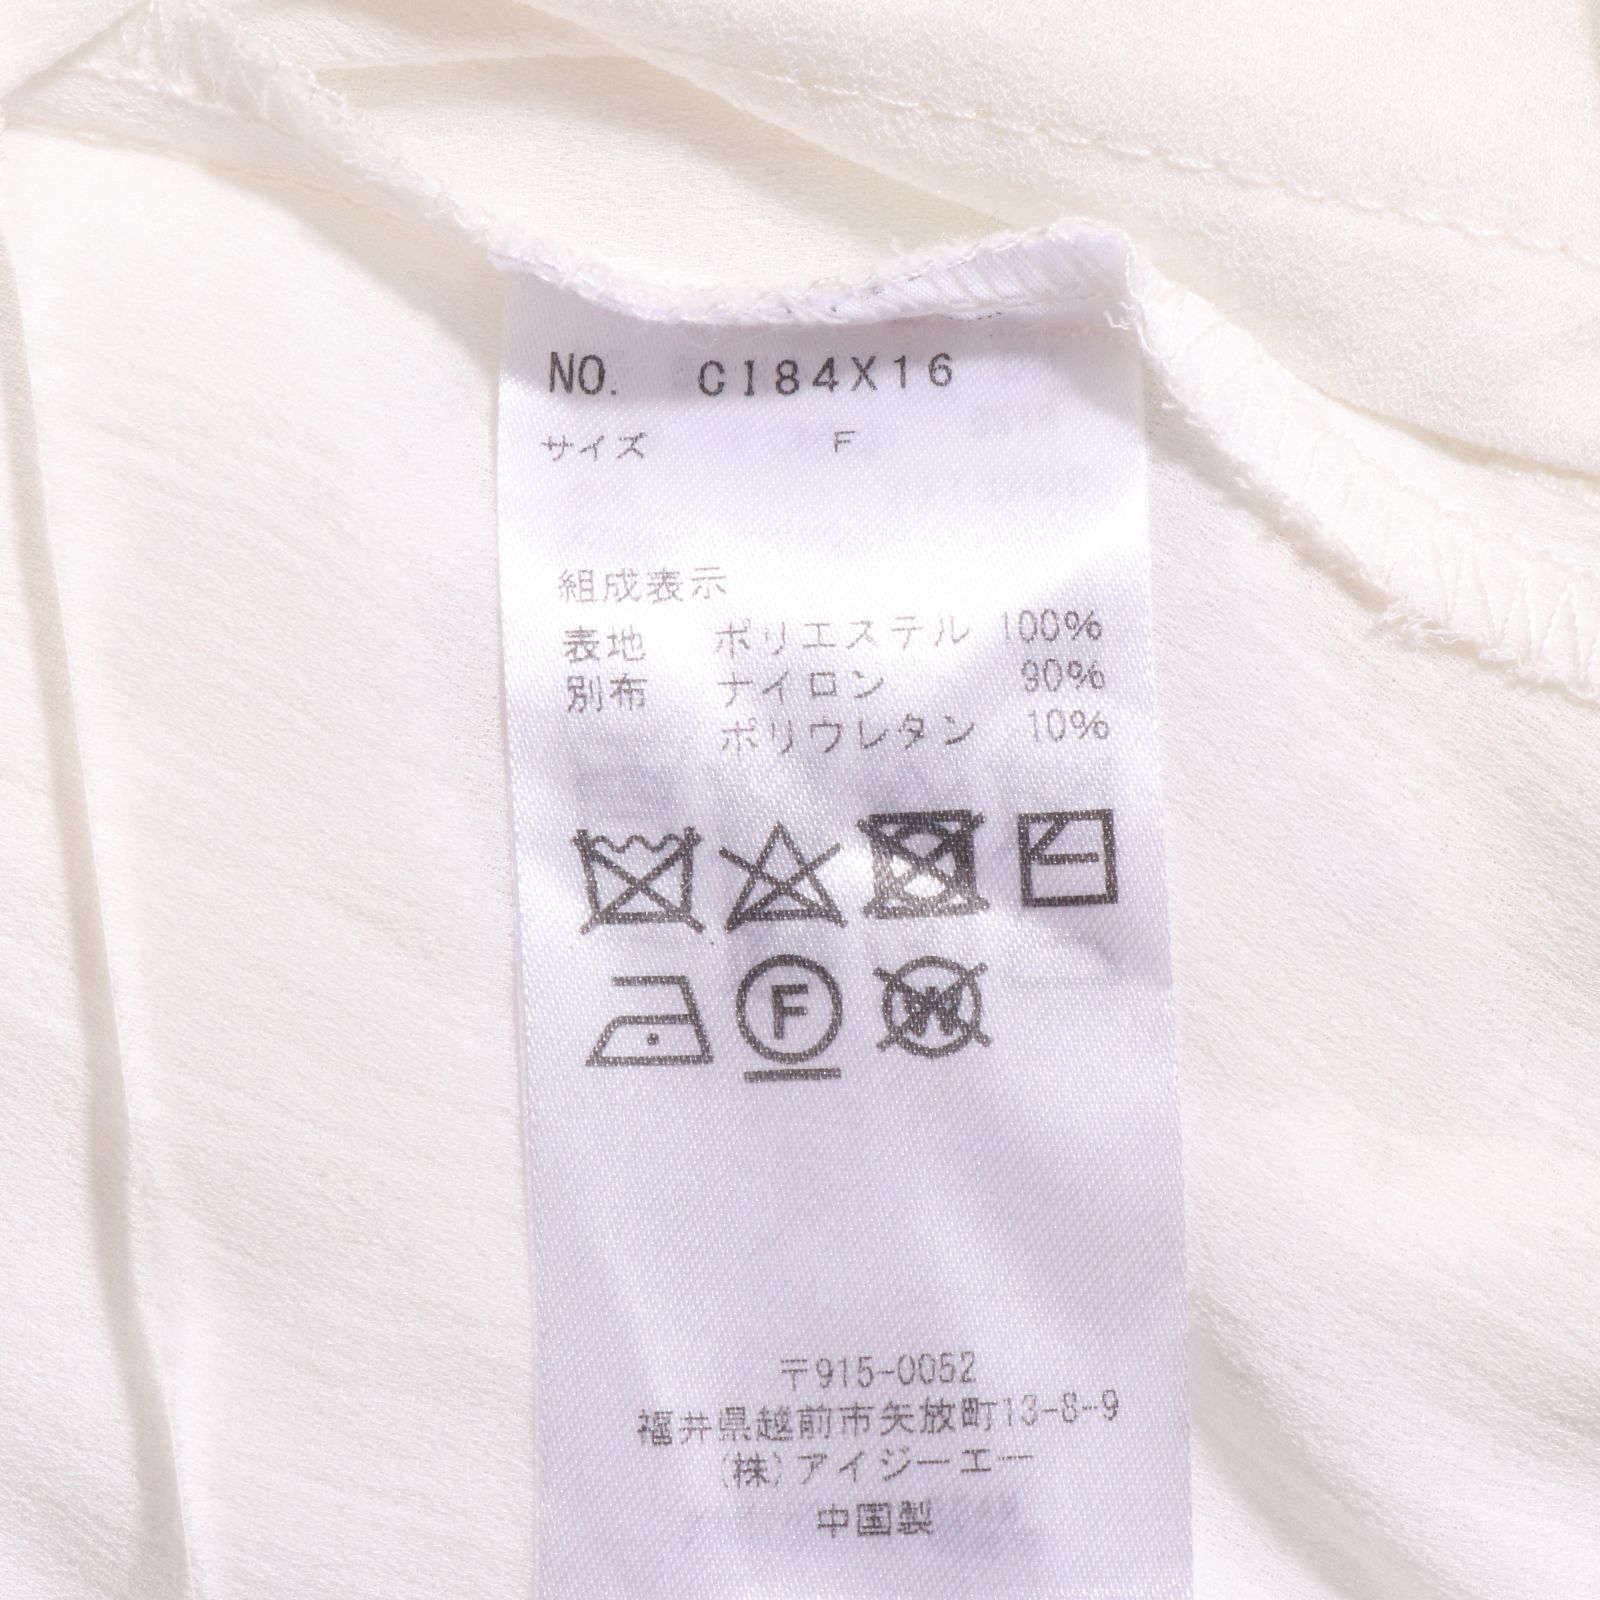 NO. CI84X16
サイズ F
組成表示
表地 ポリエステル 100%
別布 ナイロン 90%
ポリウレタン 10%
F
W
〒915-0052
福井県越前市矢放町13-8-9
(株)アイジーエー
中国製